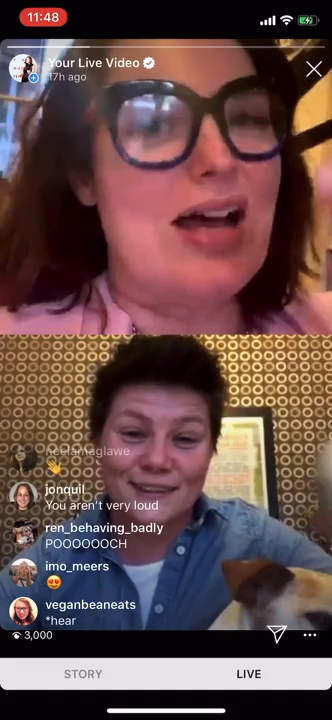 11:48
Your Live Video
17h ago
neelamaglawe
jonquil
You aren't very loud
ren_behaving_badly
POOOOOOCH
imo_meers
veganbeaneats
*hear
3,000
STORY
LIVE